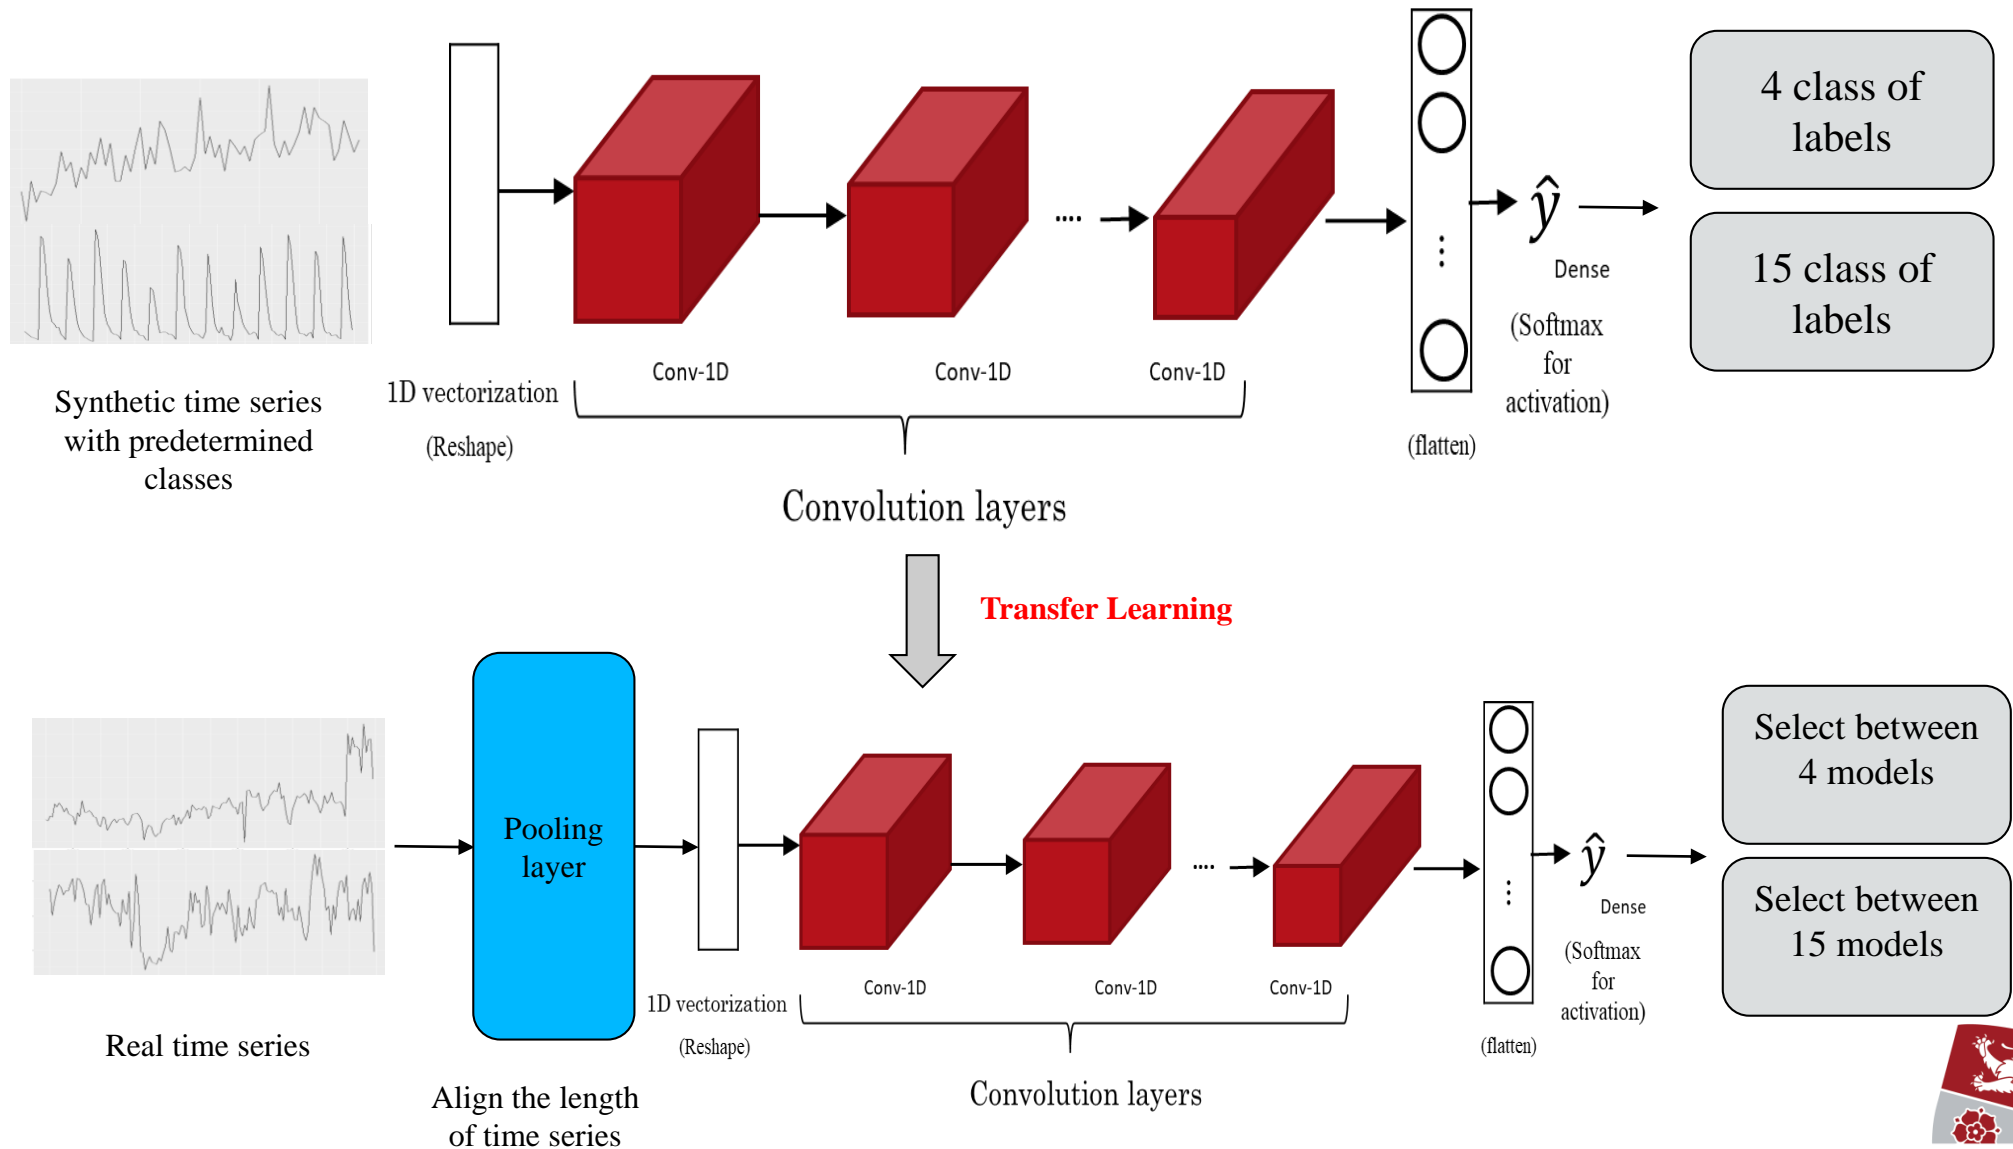 4 class of
labels
15 class of
labels
ŷ
Dense
(Softmax
for
activation)
....
⋮
Conv-1D
Conv-1D
Conv-1D
1D vectorization
(Reshape)
(flatten)
Synthetic time series
with predetermined
classes
Convolution layers
Transfer Learning
Select between
4 models
Select between
15 models
Pooling
layer
....
⋮
ŷ
Dense
(Softmax
for
activation)
Conv-1D
Conv-1D
Conv-1D
1D vectorization
(Reshape)
(flatten)
Real time series
Convolution layers
Align the length
of time series